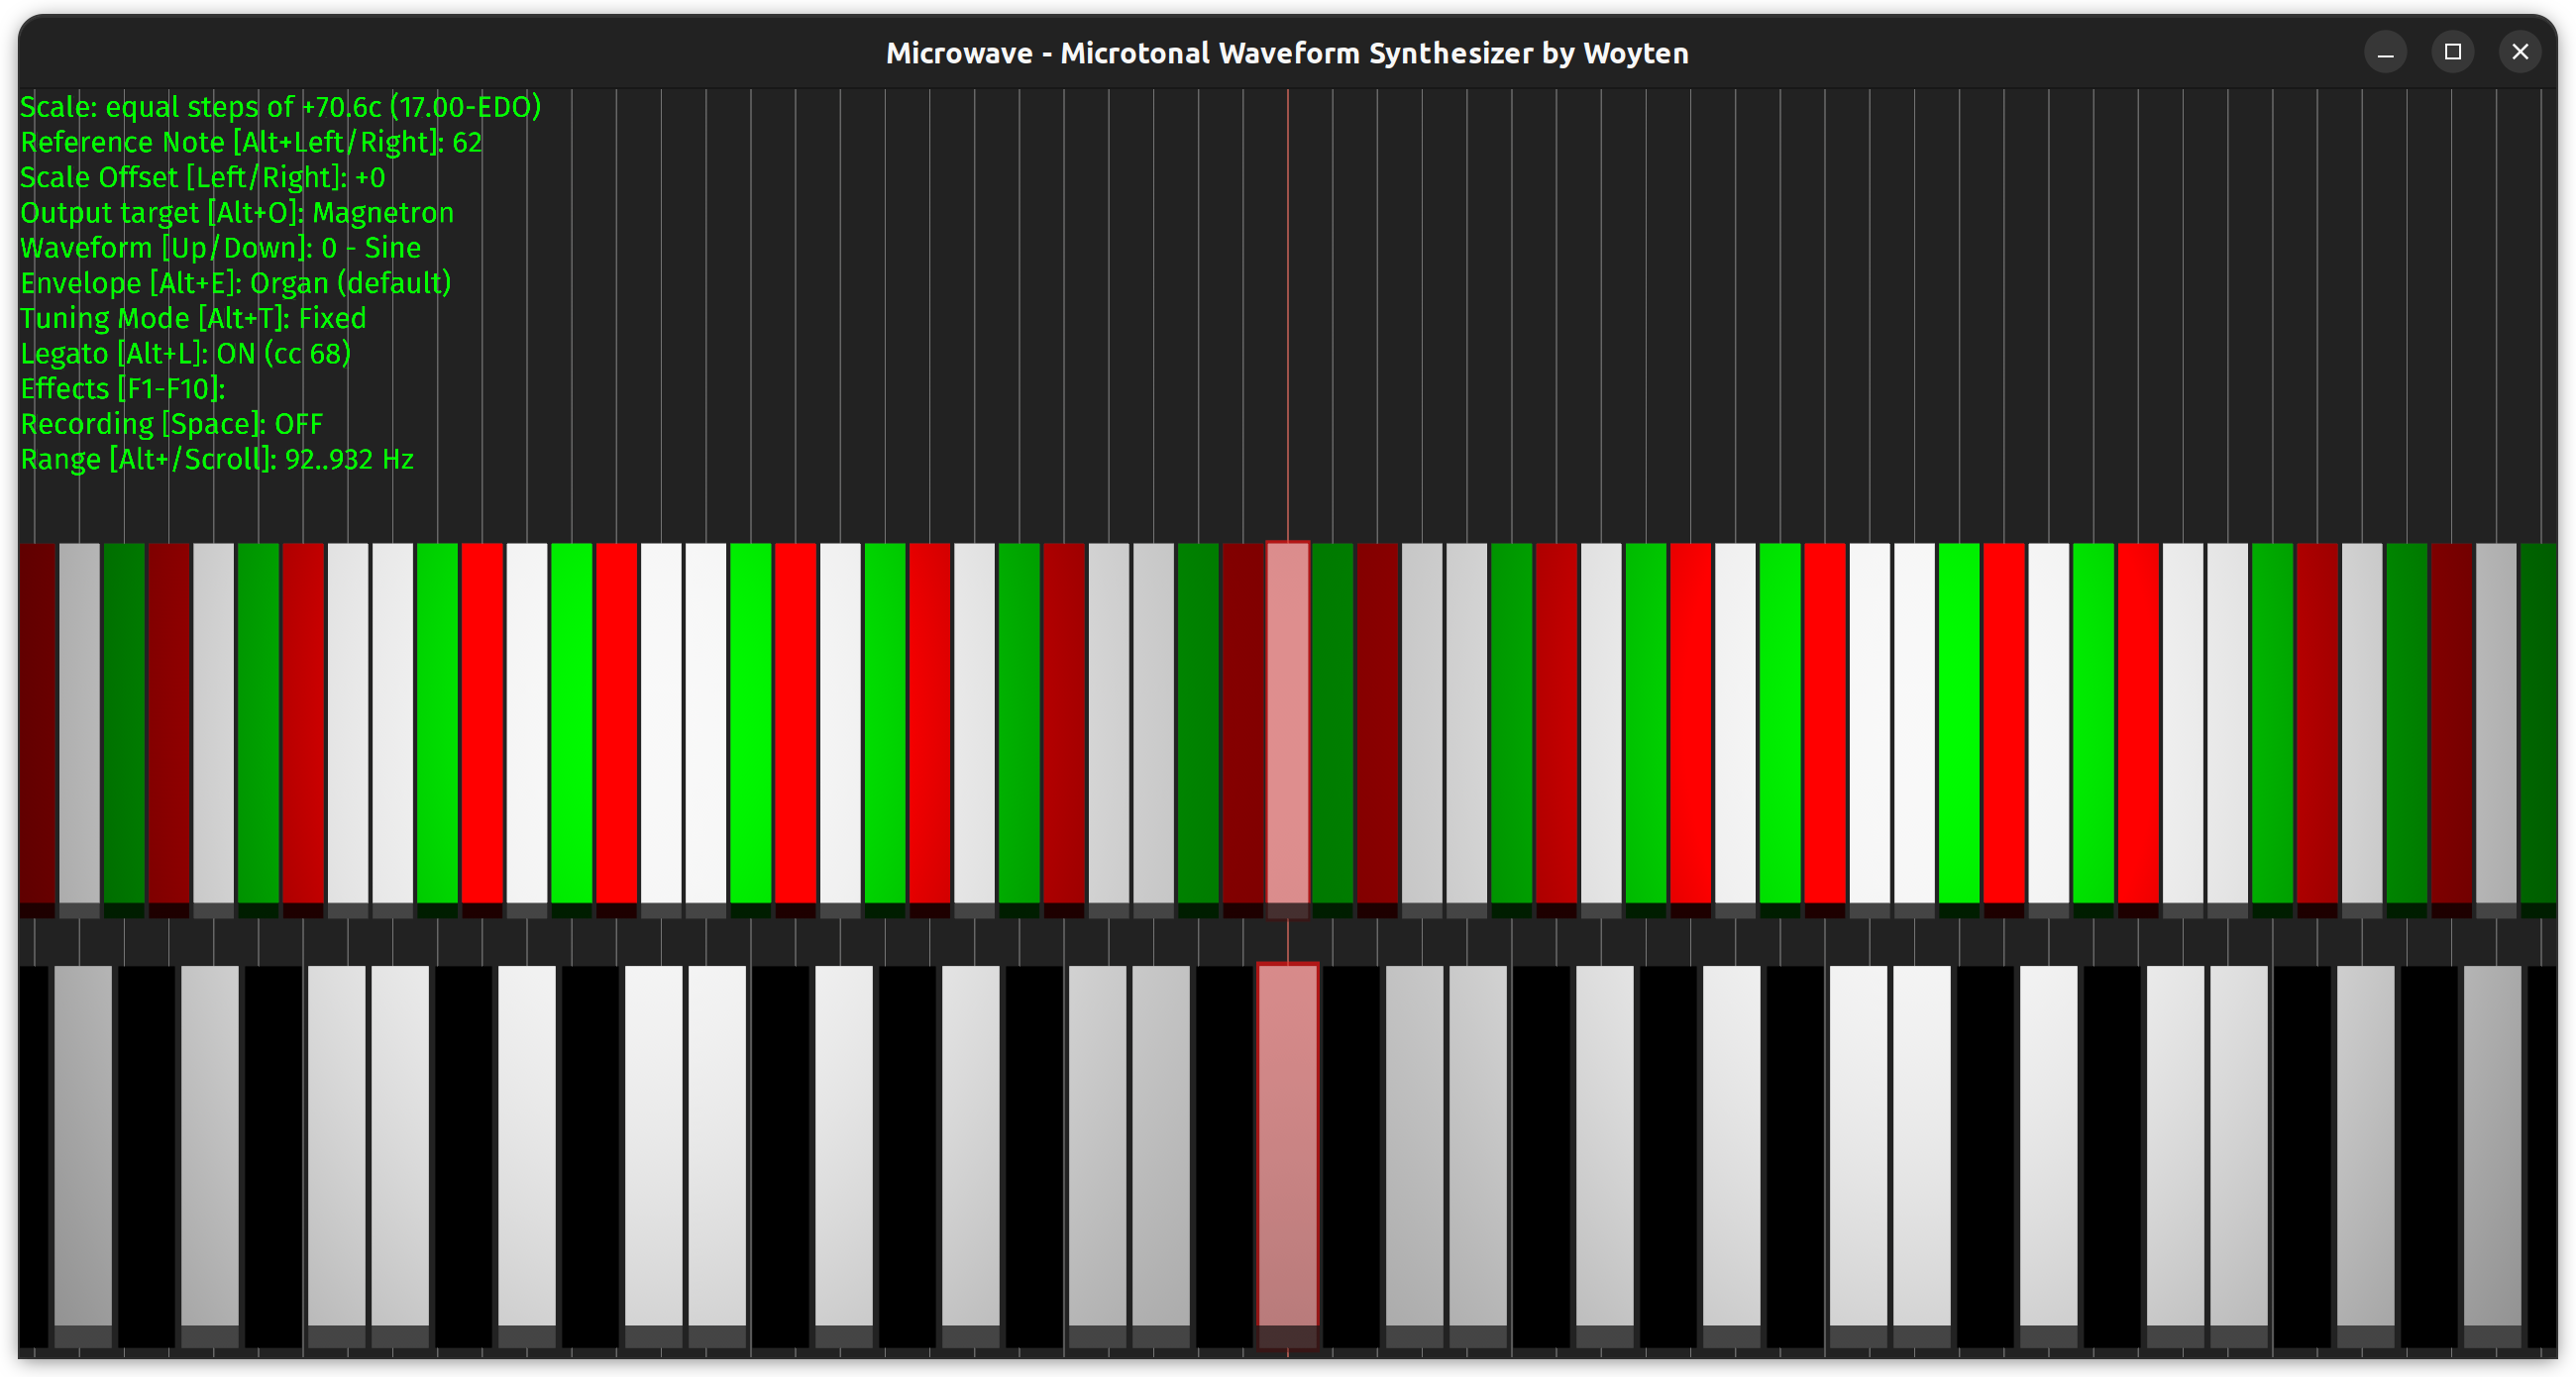 Microwave - Microtonal Waveform Synthesizer by Woyten
Scale: equal steps of +70.6c (17.00-EDO)
Reference Note [Alt+Left/Right]: 62
Scale Offset [Left/Right]: +0
Output target [Alt+O]: Magnetron
Waveform [Up/Down]: 0 - Sine
Envelope [Alt+E]: Organ (default)
Tuning Mode [Alt+T]: Fixed
Legato [Alt+L]: ON (cc 68)
Effects [F1-F10]:
Recording [Space]: OFF
Range [Alt+/Scroll]: 92..932 Hz